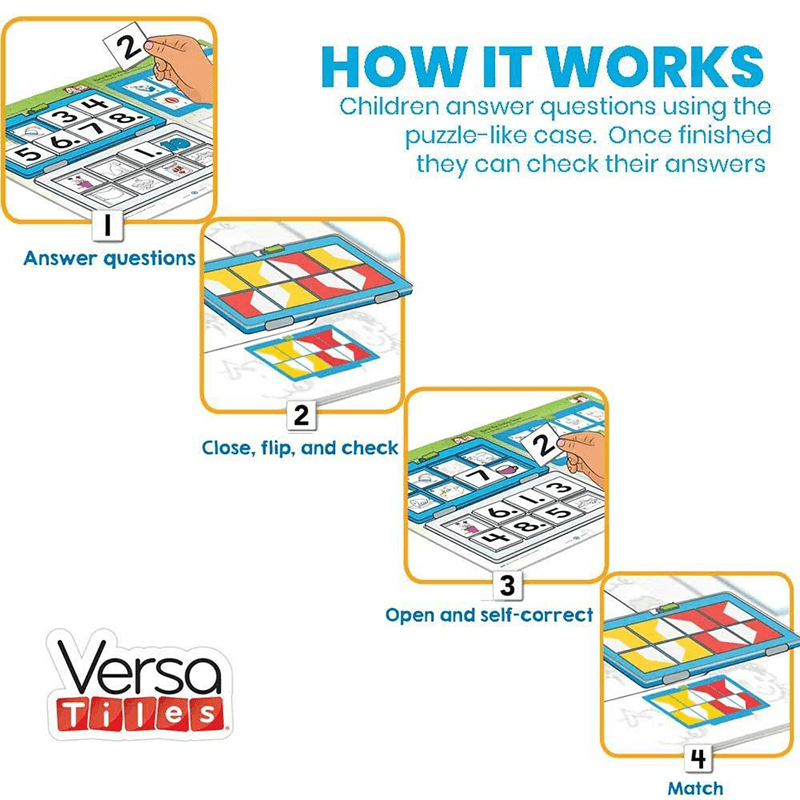 HOW IT WORKS
Children answer questions using the
puzzle-like case. Once finished
they can check their answers
2
3 4
5 6. 7 8.
1.
1
Answer questions
2
Close, flip, and check
2
7
6. 1. 3
4 8. 5
3
Open and self-correct
4
Match
Versa
Tiles